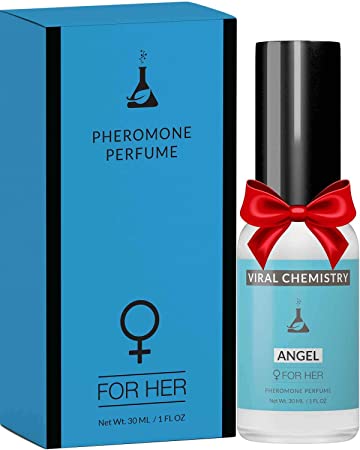 PHEROMONE
PERFUME
♀
FOR HER
Net Wt. 30 ML / 1 FL OZ
VIRAL CHEMISTRY
ANGEL
♀ FOR HER
PHEROMONE PERFUME
Net Wt. 30 ML / 1 FL OZ